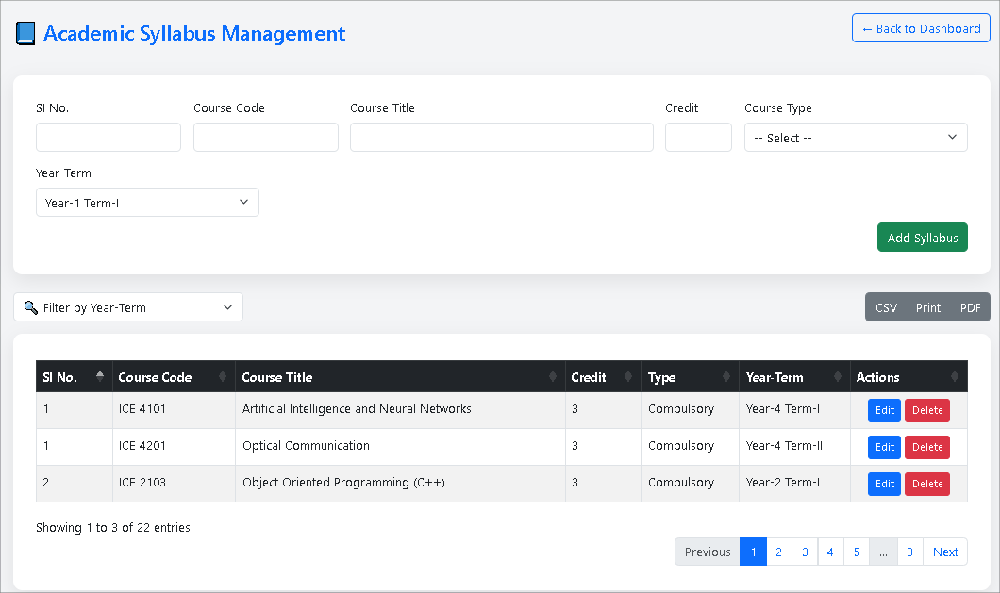 Academic Syllabus Management
← Back to Dashboard
Sl No. Course Code Course Title Credit Course Type
-- Select --
Year-Term
Year-1 Term-I
Add Syllabus
Filter by Year-Term CSV Print PDF
Sl No. Course Code Course Title Credit Type Year-Term Actions
1 ICE 4101 Artificial Intelligence and Neural Networks 3 Compulsory Year-4 Term-I Edit Delete
1 ICE 4201 Optical Communication 3 Compulsory Year-4 Term-II Edit Delete
2 ICE 2103 Object Oriented Programming (C++) 3 Compulsory Year-2 Term-I Edit Delete
Showing 1 to 3 of 22 entries
Previous 1 2 3 4 5 ... 8 Next